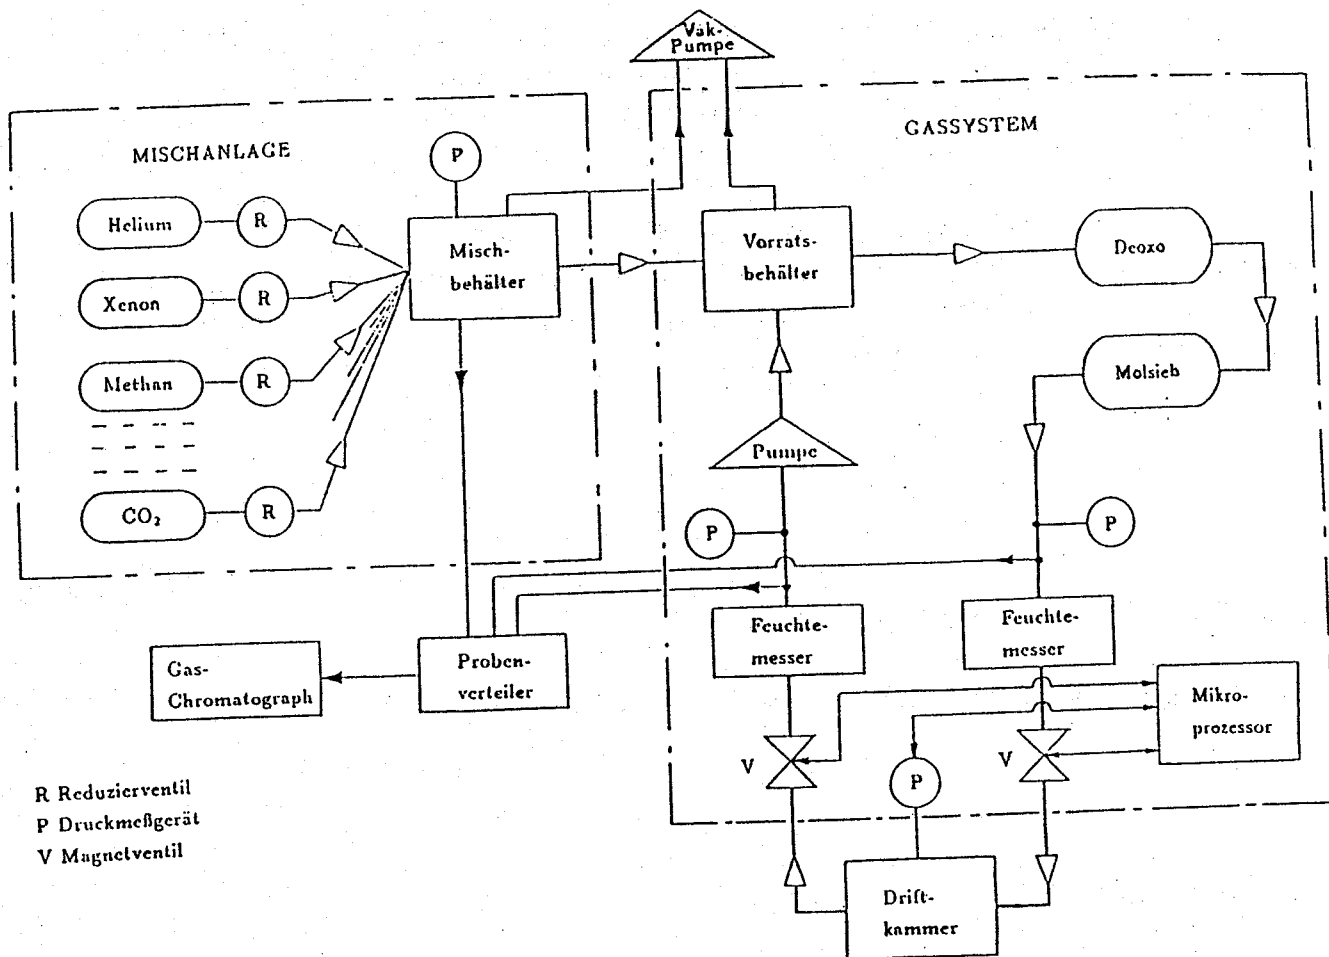 Vak-
Pumpe
MISCHANLAGE
GASSYSTEM
P
Helium
R
Misch-
behälter
Vorrats-
behälter
Deoxo
Xenon
R
Methan
R
Molsieb
Pumpe
CO₂
R
P
P
Feuchte-
messer
Feuchte-
messer
Gas-
Chromatograph
Proben-
verteiler
Mikro-
prozessor
V
V
P
R Reduzierventil
P Druckmeßgerät
V Magnetventil
Drift-
kammer